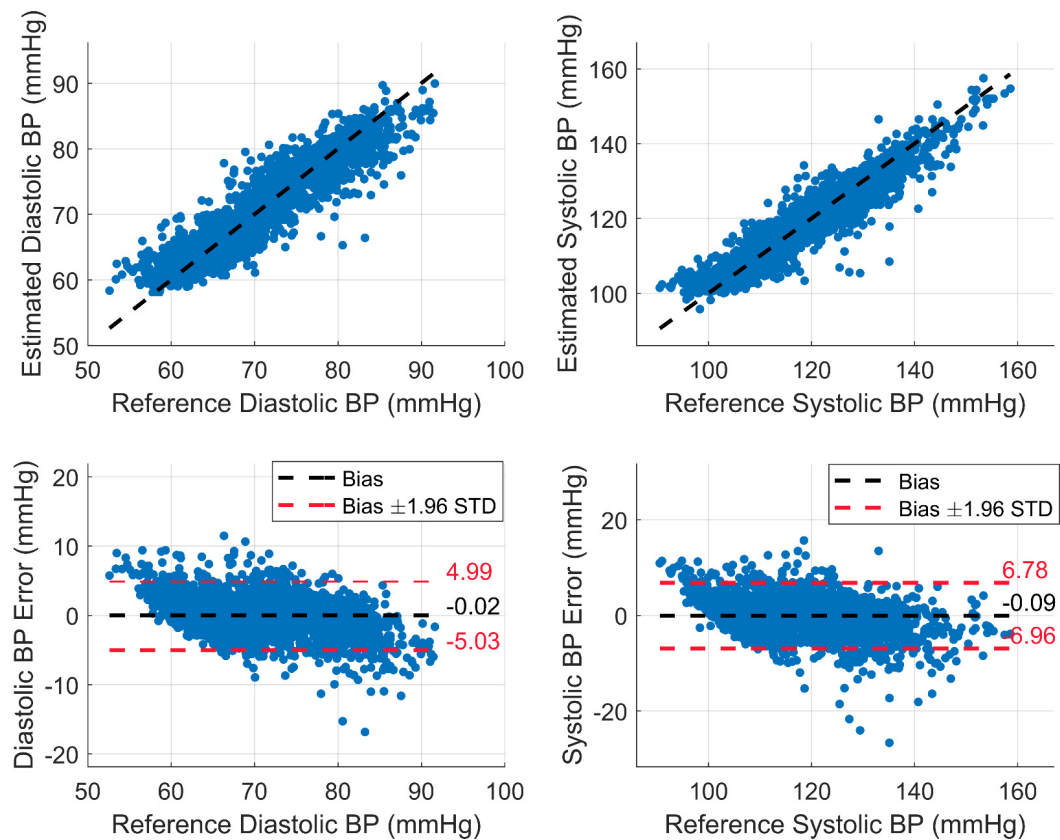 Estimated Diastolic BP (mmHg)
90
80
70
60
50
50 60 70 80 90 100
Reference Diastolic BP (mmHg)
Estimated Systolic BP (mmHg)
160
140
120
100
100 120 140 160
Reference Systolic BP (mmHg)
Diastolic BP Error (mmHg)
20
10
0
-10
-20
Bias
Bias ±1.96 STD
4.99
-0.02
-5.03
50 60 70 80 90 100
Reference Diastolic BP (mmHg)
Systolic BP Error (mmHg)
20
0
-20
Bias
Bias ±1.96 STD
6.78
-0.09
-6.96
100 120 140 160
Reference Systolic BP (mmHg)